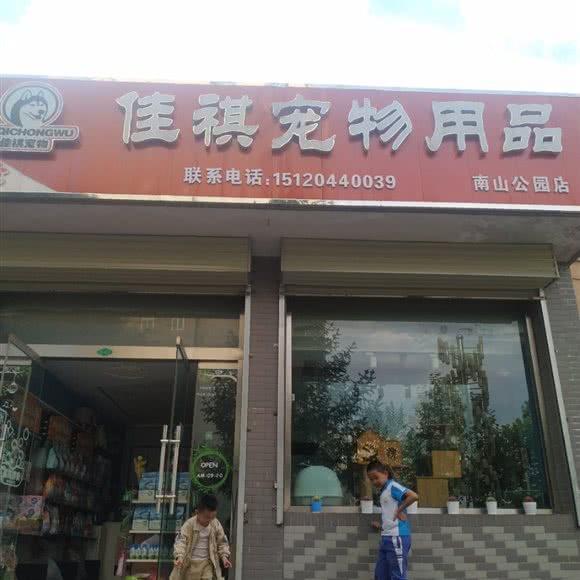 佳祺宠物用品
QICHONGWU
佳祺宠物
联系电话:15120440039
南山公园店
OPEN